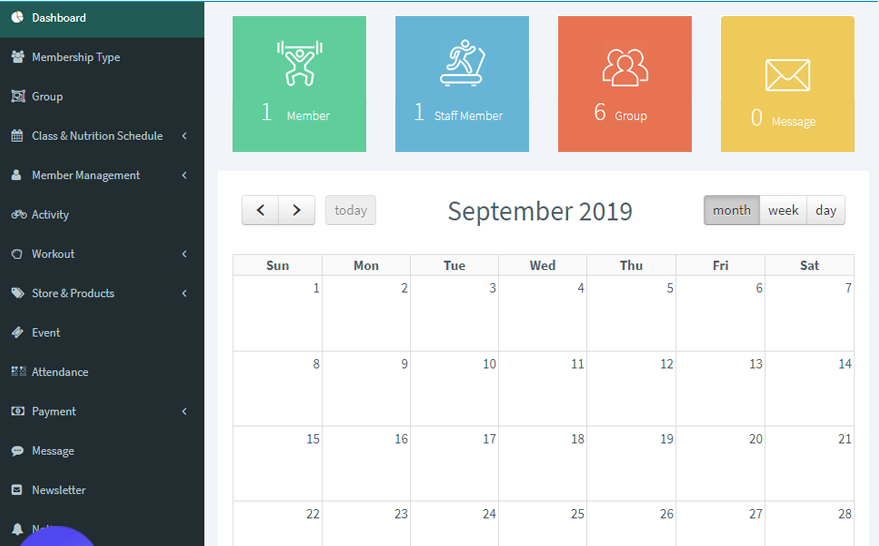 Dashboard
Membership Type
Group
Class & Nutrition Schedule
Member Management
Activity
Workout
Store & Products
Event
Attendance
Payment
Message
Newsletter
1 Member
1 Staff Member
6 Group
0 Message
today
September 2019
month week day
Sun Mon Tue Wed Thu Fri Sat
1 2 3 4 5 6 7
8 9 10 11 12 13 14
15 16 17 18 19 20 21
22 23 24 25 26 27 28